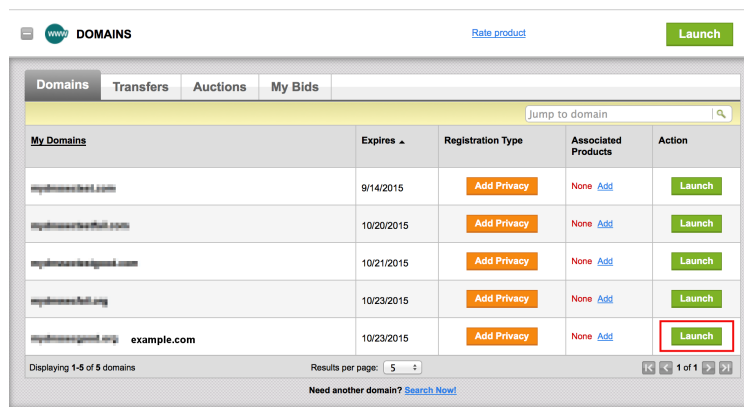 www DOMAINS Rate product Launch
Domains Transfers Auctions My Bids
Jump to domain
My Domains Expires Registration Type Associated Products Action
9/14/2015 Add Privacy None Add Launch
10/20/2015 Add Privacy None Add Launch
10/21/2015 Add Privacy None Add Launch
10/23/2015 Add Privacy None Add Launch
example.com 10/23/2015 Add Privacy None Add Launch
Displaying 1-5 of 5 domains Results per page: 5 1 of 1
Need another domain? Search Now!